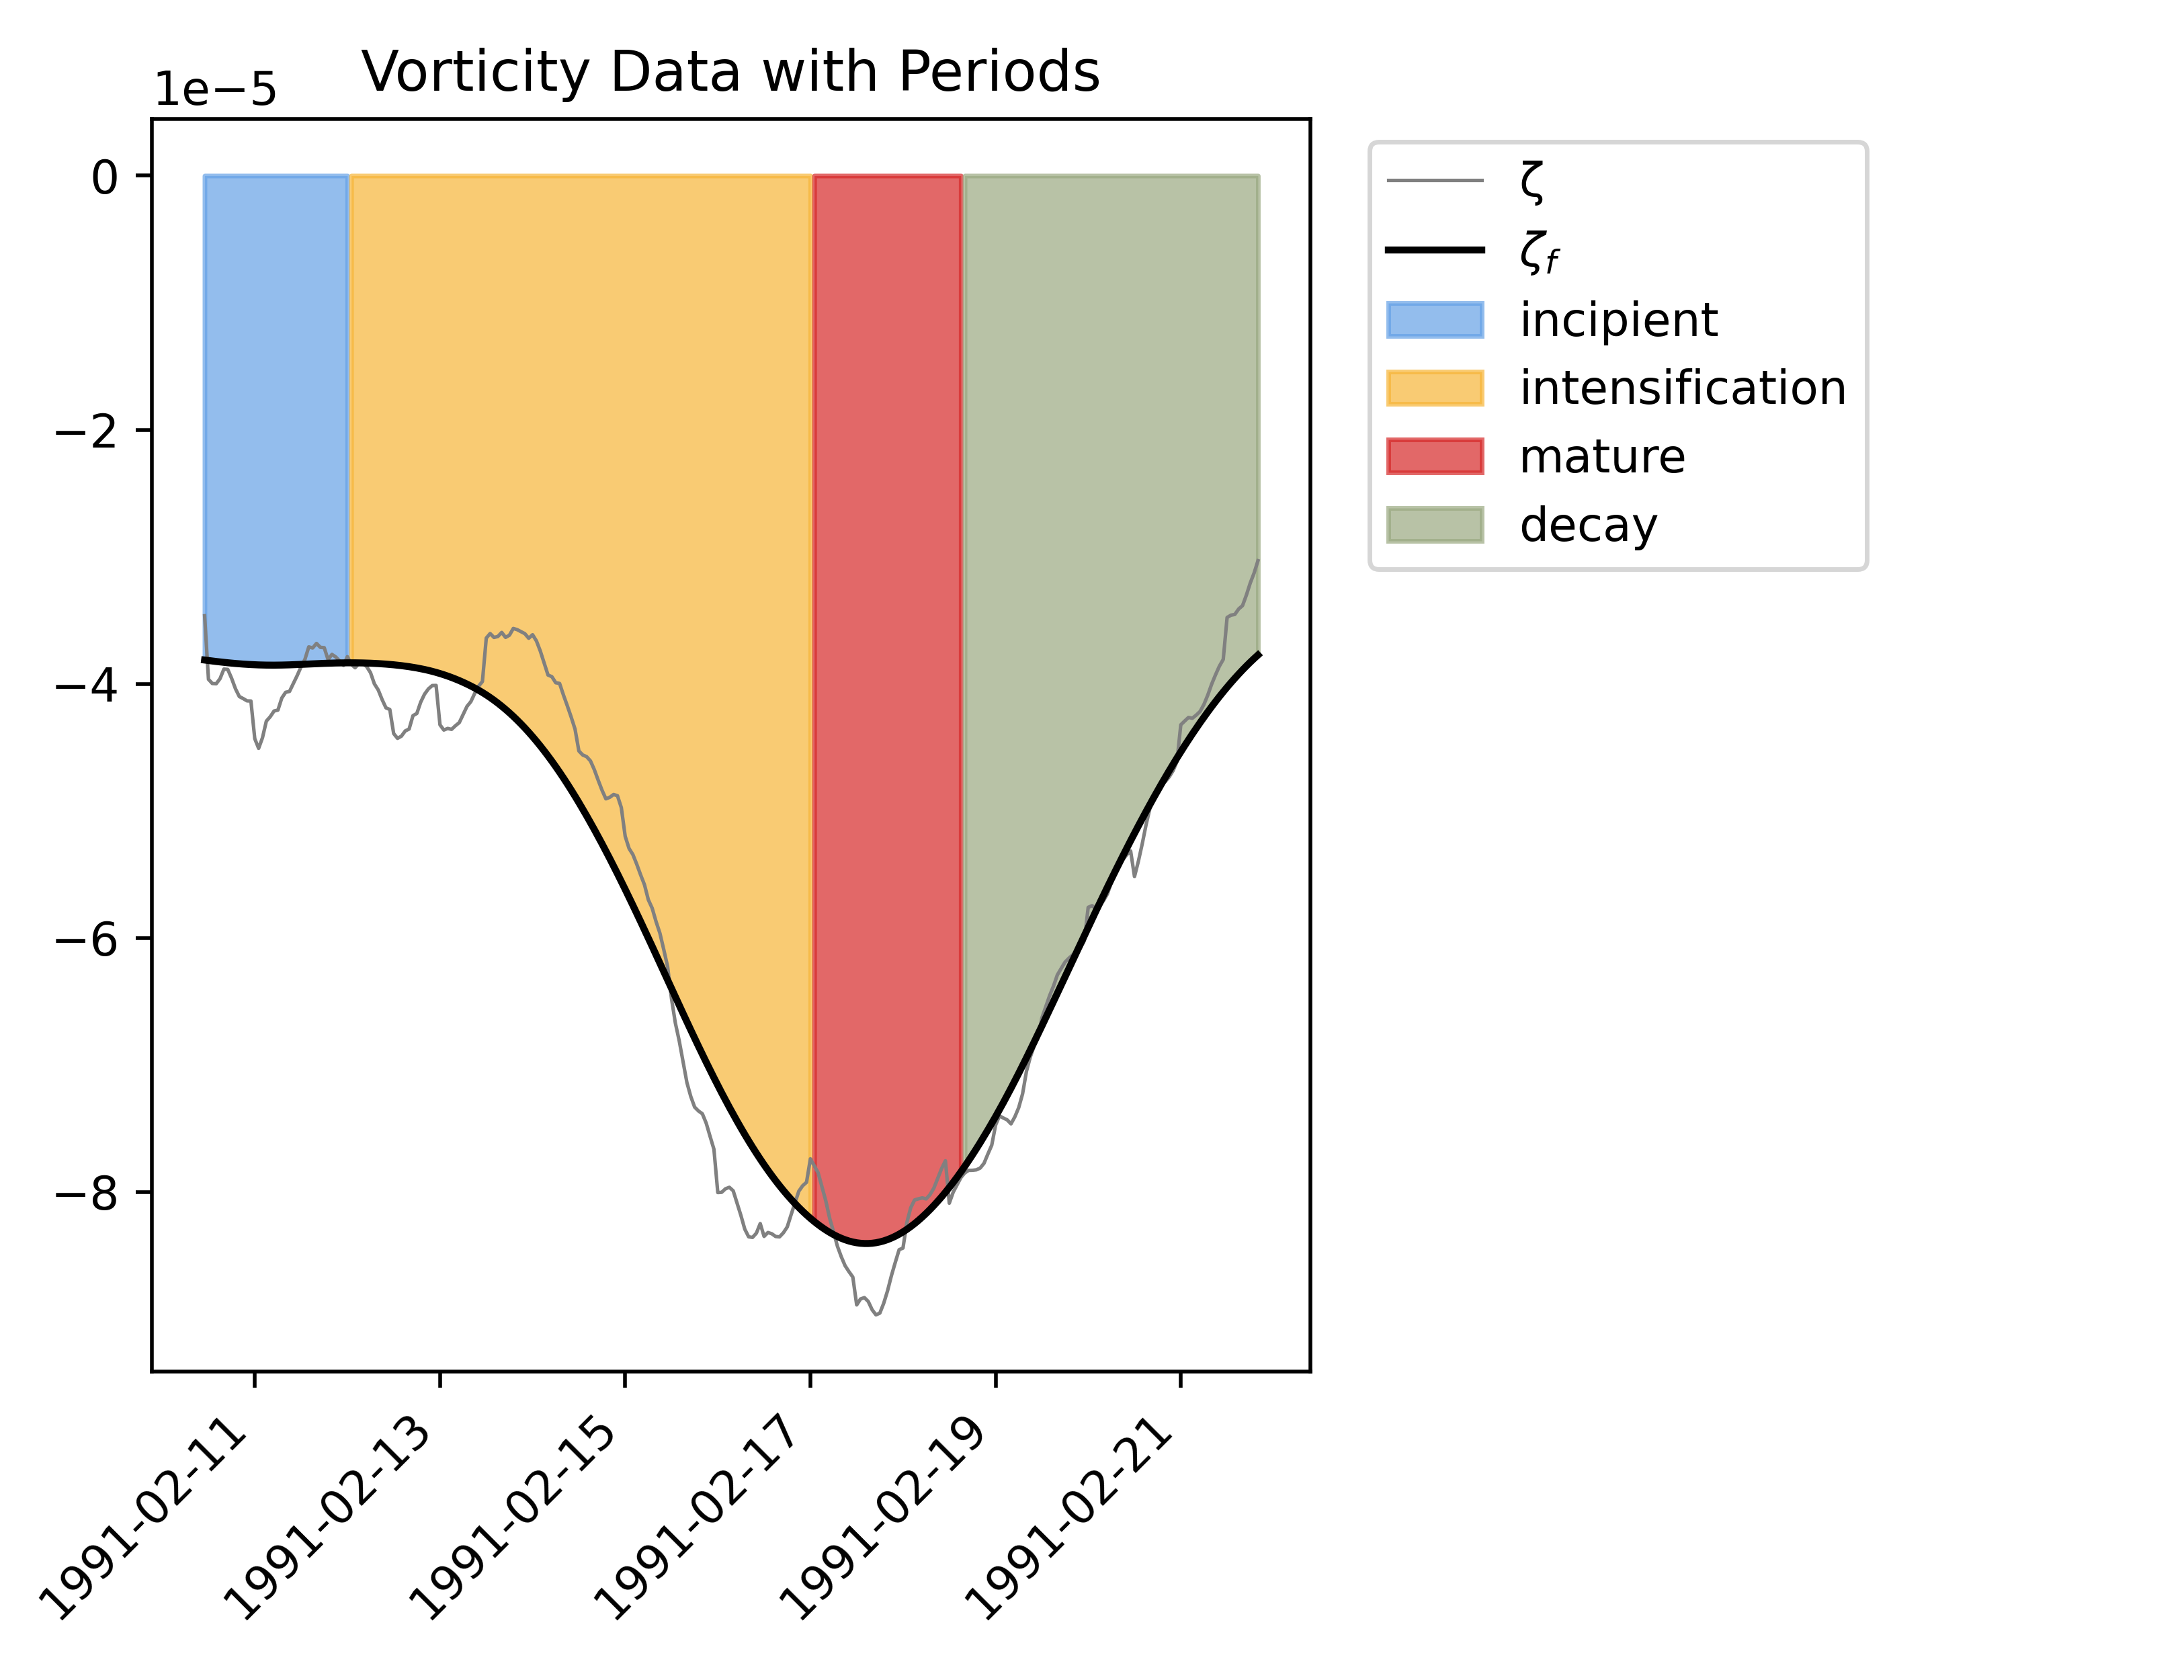 Vorticity Data with Periods
1e−5
0
−2
−4
−6
−8
1991-02-11
1991-02-13
1991-02-15
1991-02-17
1991-02-19
1991-02-21
ζ
ζf
incipient
intensification
mature
decay